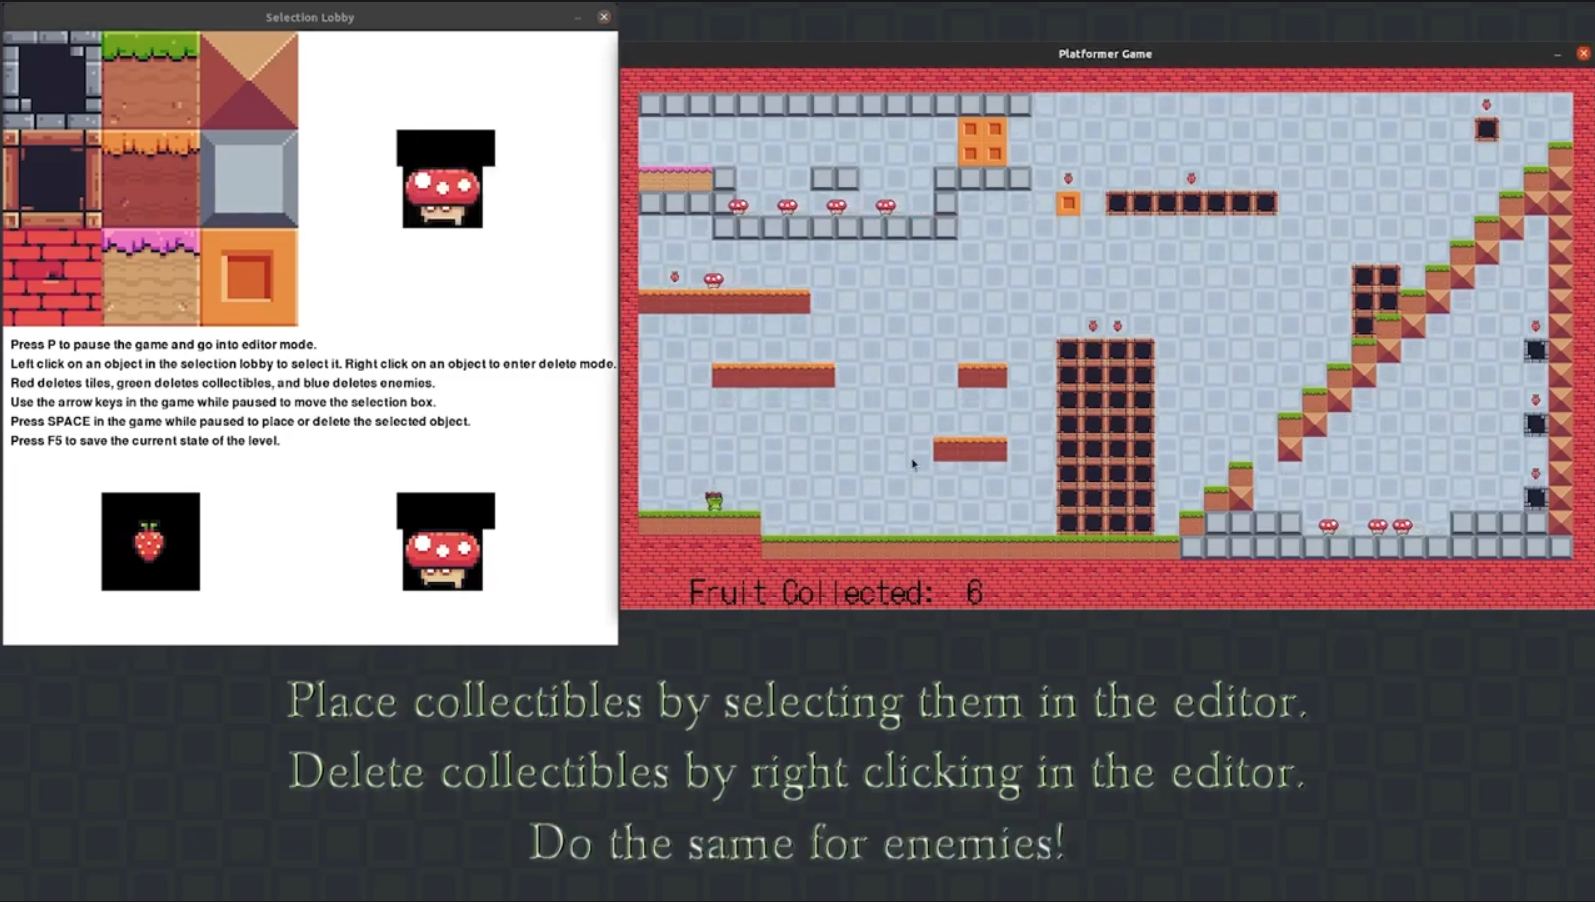 Selection Lobby
Platformer Game
Press P to pause the game and go into editor mode.
Left click on an object in the selection lobby to select it. Right click on an object to enter delete mode.
Red deletes tiles, green deletes collectibles, and blue deletes enemies.
Use the arrow keys in the game while paused to move the selection box.
Press SPACE in the game while paused to place or delete the selected object.
Press F5 to save the current state of the level.
Fruit Collected: 6
Place collectibles by selecting them in the editor.
Delete collectibles by right clicking in the editor.
Do the same for enemies!